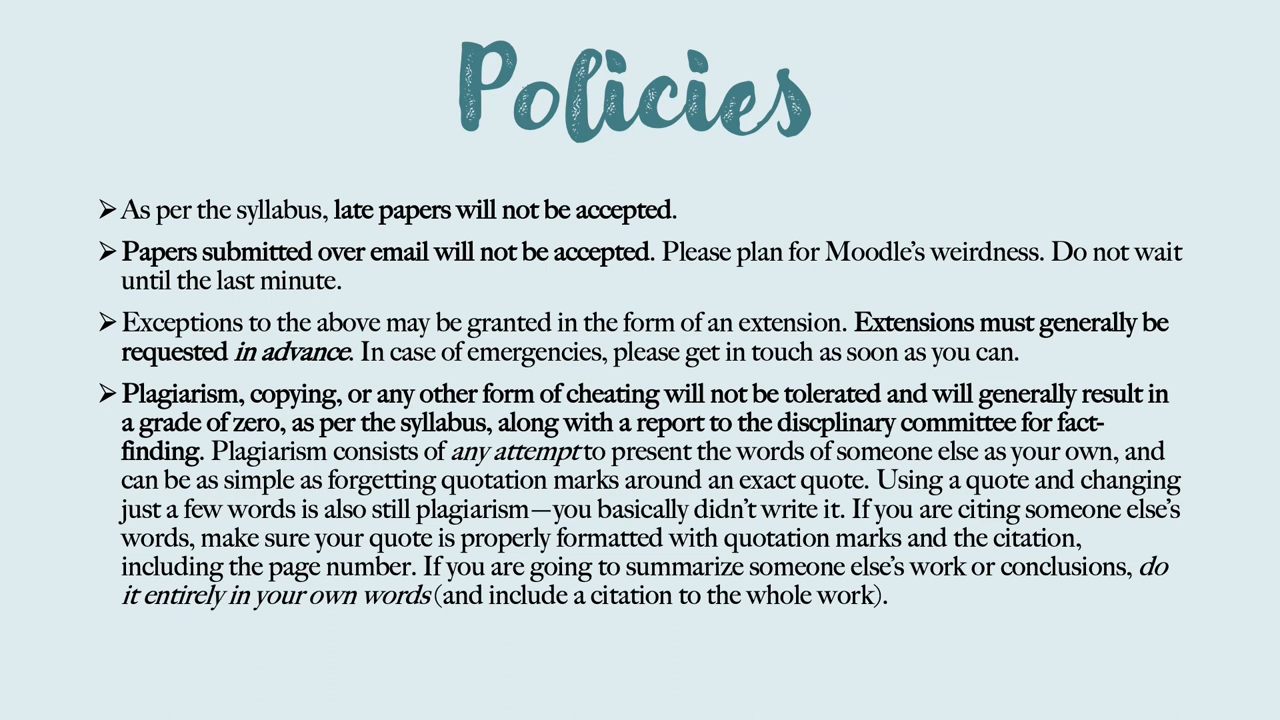 Policies
➢As per the syllabus, late papers will not be accepted.
➢Papers submitted over email will not be accepted. Please plan for Moodle's weirdness. Do not wait
until the last minute.
➢Exceptions to the above may be granted in the form of an extension. Extensions must generally be
requested in advance. In case of emergencies, please get in touch as soon as you can.
➢Plagiarism, copying, or any other form of cheating will not be tolerated and will generally result in
a grade of zero, as per the syllabus, along with a report to the discplinary committee for fact-
finding. Plagiarism consists of any attempt to present the words of someone else as your own, and
can be as simple as forgetting quotation marks around an exact quote. Using a quote and changing
just a few words is also still plagiarism—you basically didn't write it. If you are citing someone else's
words, make sure your quote is properly formatted with quotation marks and the citation,
including the page number. If you are going to summarize someone else's work or conclusions, do
it entirely in your own words (and include a citation to the whole work).